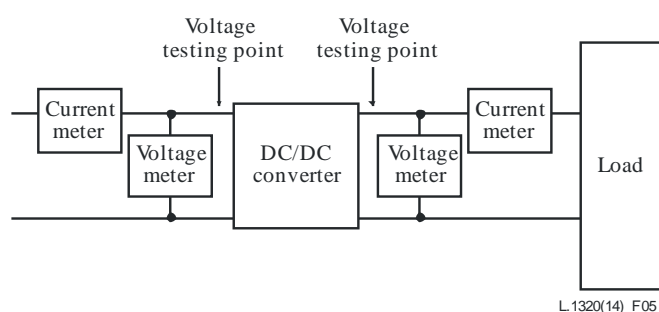 Voltage
testing point
Voltage
testing point
Current
meter
Voltage
meter
DC/DC
converter
Voltage
meter
Current
meter
Load
L.1320(14)_F05